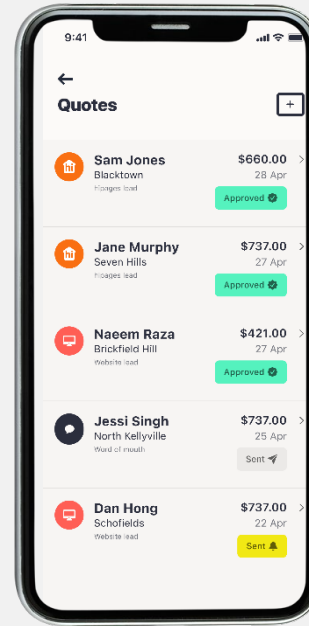 9:41
Quotes
+
hi
Sam Jones
$660.00
Blacktown
28 Apr
hipages lead
Approved
hi
Jane Murphy
$737.00
Seven Hills
27 Apr
hipages lead
Approved
Naeem Raza
$421.00
Brickfield Hill
27 Apr
Website lead
Approved
Jessi Singh
$737.00
North Kellyville
25 Apr
Word of mouth
Sent
Dan Hong
$737.00
Schofields
22 Apr
Website lead
Sent